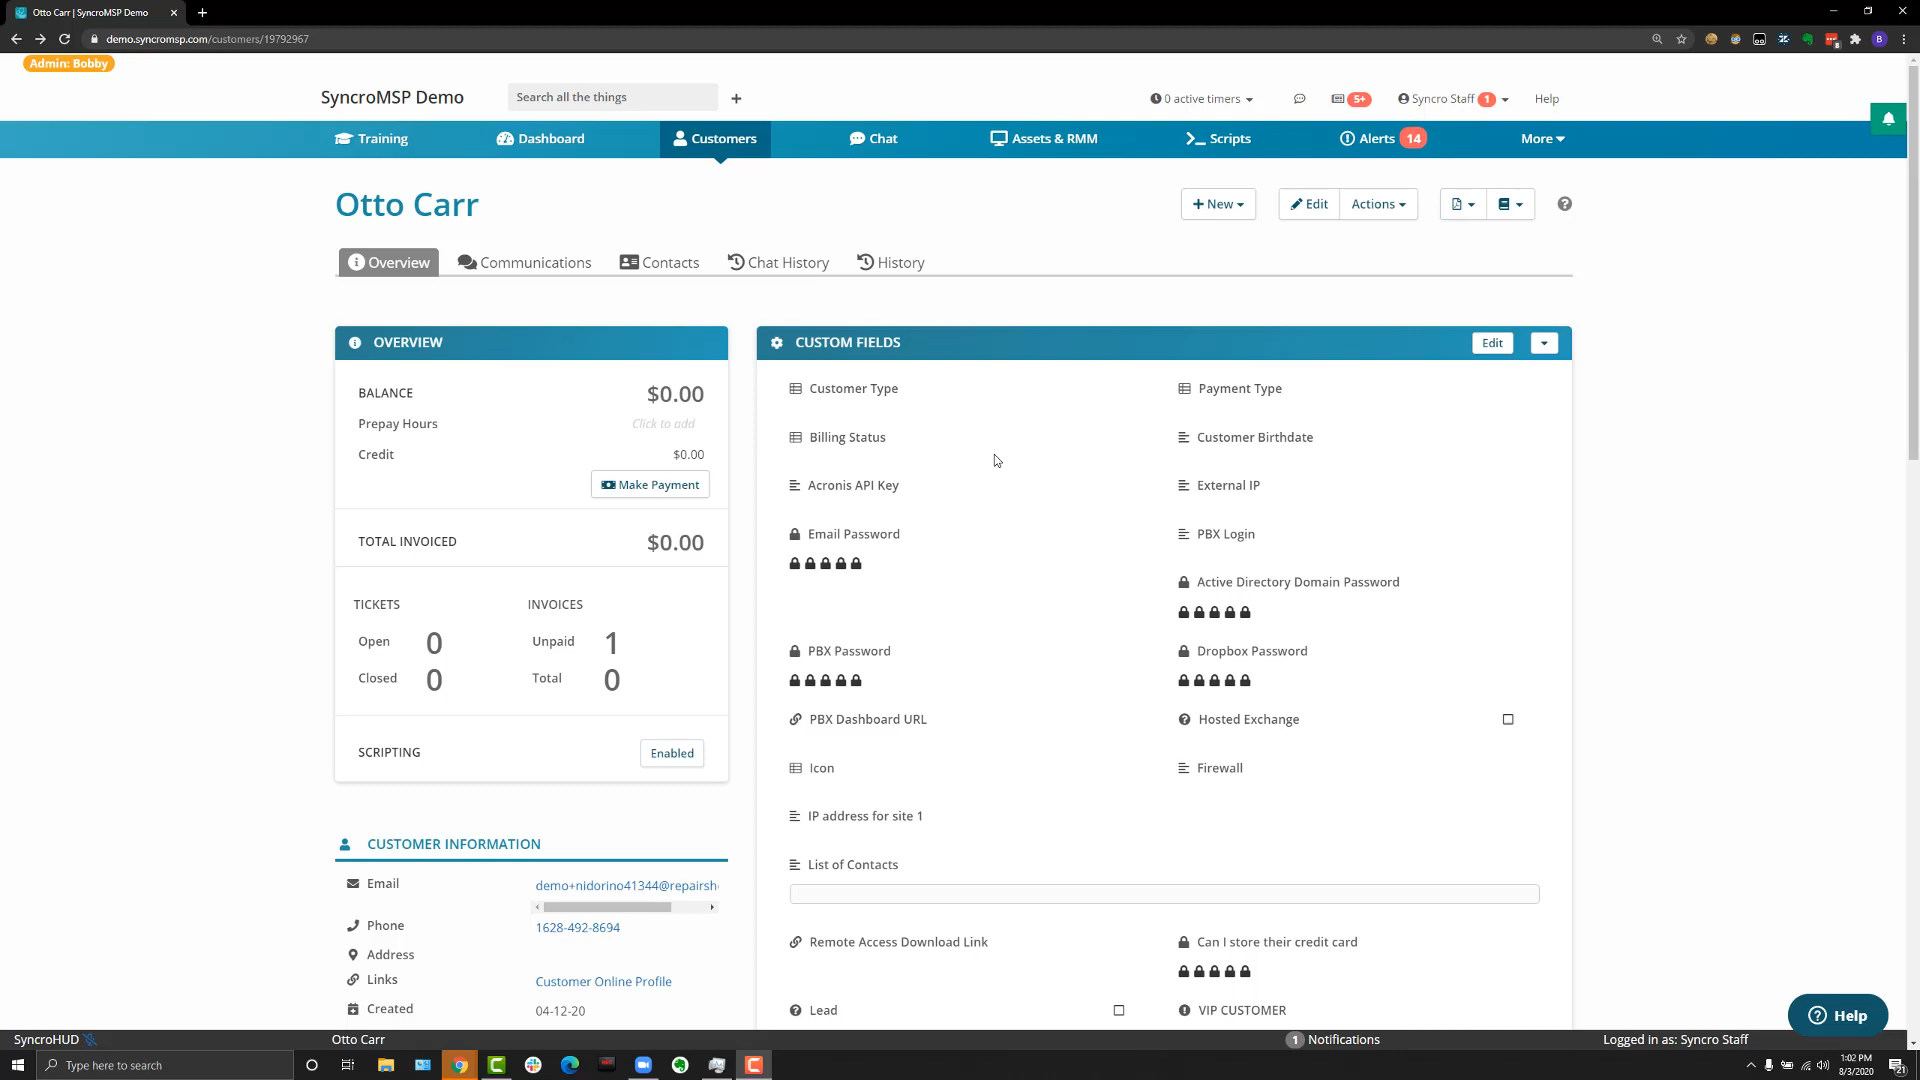 Otto Carr | SyncroMSP Demo
demo.syncromsp.com/customers/19792967
Admin: Bobby
SyncroMSP Demo
Search all the things
0 active timers
5+
Syncro Staff 1
Help
Training
Dashboard
Customers
Chat
Assets & RMM
Scripts
Alerts 14
More
Otto Carr
New
Edit
Actions
Overview
Communications
Contacts
Chat History
History
OVERVIEW
BALANCE $0.00
Prepay Hours Click to add
Credit $0.00
Make Payment
TOTAL INVOICED $0.00
TICKETS INVOICES
Open 0 Unpaid 1
Closed 0 Total 0
SCRIPTING Enabled
CUSTOMER INFORMATION
Email demo+nidorino41344@repairsh
Phone 1628-492-8694
Address
Links Customer Online Profile
Created 04-12-20
CUSTOM FIELDS Edit
Customer Type Payment Type
Billing Status Customer Birthdate
Acronis API Key External IP
Email Password PBX Login
Active Directory Domain Password
PBX Password Dropbox Password
PBX Dashboard URL Hosted Exchange
Icon Firewall
IP address for site 1
List of Contacts
Remote Access Download Link Can I store their credit card
Lead VIP CUSTOMER
Help
SyncroHUD Otto Carr 1 Notifications Logged in as: Syncro Staff
Type here to search
1:02 PM
8/3/2020
21